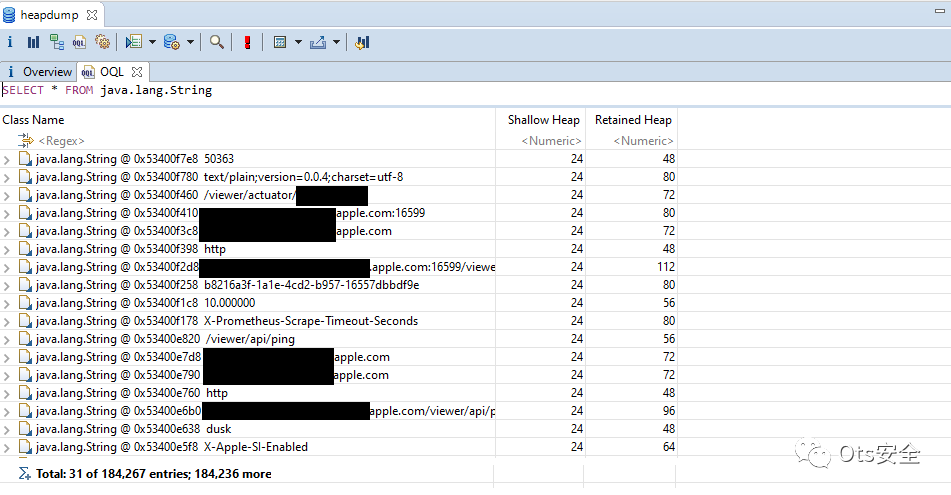 heapdump
i OQL
i Overview OQL
SELECT * FROM java.lang.String
Class Name Shallow Heap Retained Heap
<Regex> <Numeric> <Numeric>
java.lang.String @ 0x53400f7e8 50363 24 48
java.lang.String @ 0x53400f780 text/plain;version=0.0.4;charset=utf-8 24 80
java.lang.String @ 0x53400f460 /viewer/actuator/ 24 72
java.lang.String @ 0x53400f410 apple.com:16599 24 80
java.lang.String @ 0x53400f3c8 apple.com 24 72
java.lang.String @ 0x53400f398 http 24 48
java.lang.String @ 0x53400f2d8 .apple.com:16599/viewe 24 112
java.lang.String @ 0x53400f258 b8216a3f-1a1e-4cd2-b957-16557dbbdf9e 24 80
java.lang.String @ 0x53400f1c8 10.000000 24 56
java.lang.String @ 0x53400f178 X-Prometheus-Scrape-Timeout-Seconds 24 80
java.lang.String @ 0x53400e820 /viewer/api/ping 24 56
java.lang.String @ 0x53400e7d8 apple.com 24 72
java.lang.String @ 0x53400e790 apple.com 24 72
java.lang.String @ 0x53400e760 http 24 48
java.lang.String @ 0x53400e6b0 apple.com/viewer/api/p 24 96
java.lang.String @ 0x53400e638 dusk 24 48
java.lang.String @ 0x53400e5f8 X-Apple-SI-Enabled 24 64
Total: 31 of 184,267 entries; 184,236 more
Ots安全